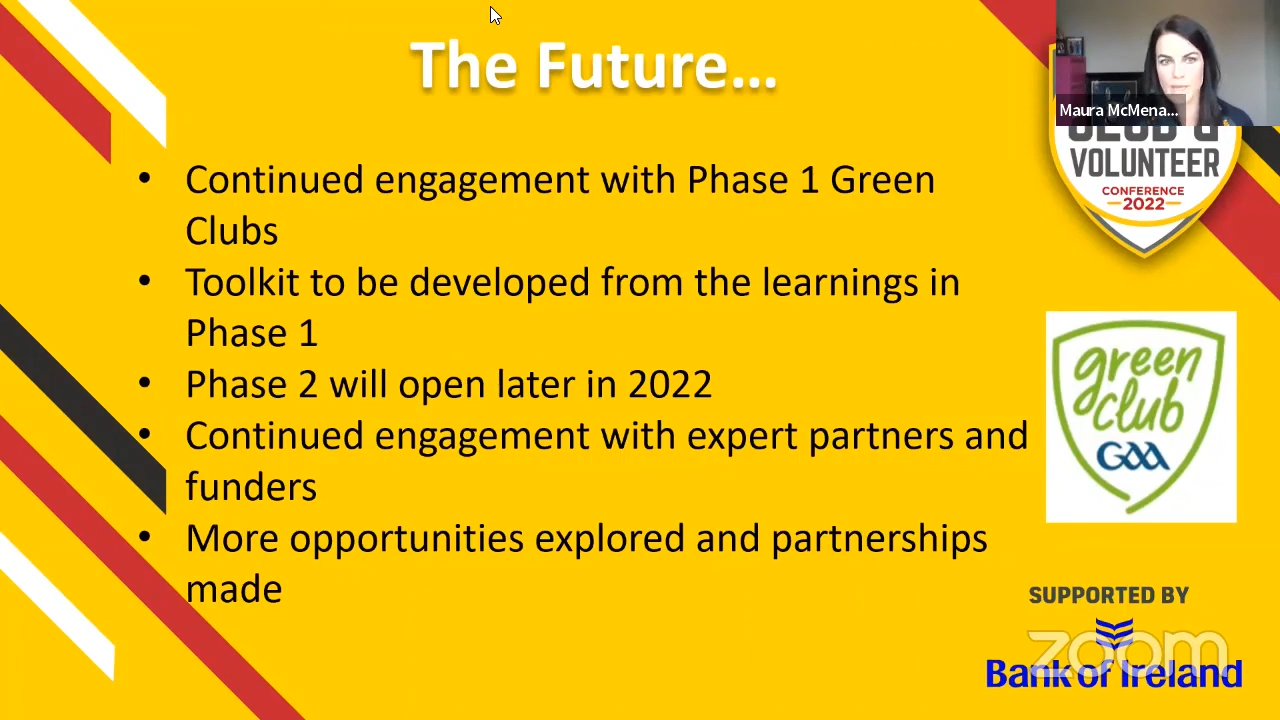 The Future...
Maura McMena...
CLUB &
VOLUNTEER
CONFERENCE
2022
• Continued engagement with Phase 1 Green
Clubs
• Toolkit to be developed from the learnings in
Phase 1
• Phase 2 will open later in 2022
• Continued engagement with expert partners and
funders
• More opportunities explored and partnerships
made
green
club
GAA
SUPPORTED BY
zoom
Bank of Ireland